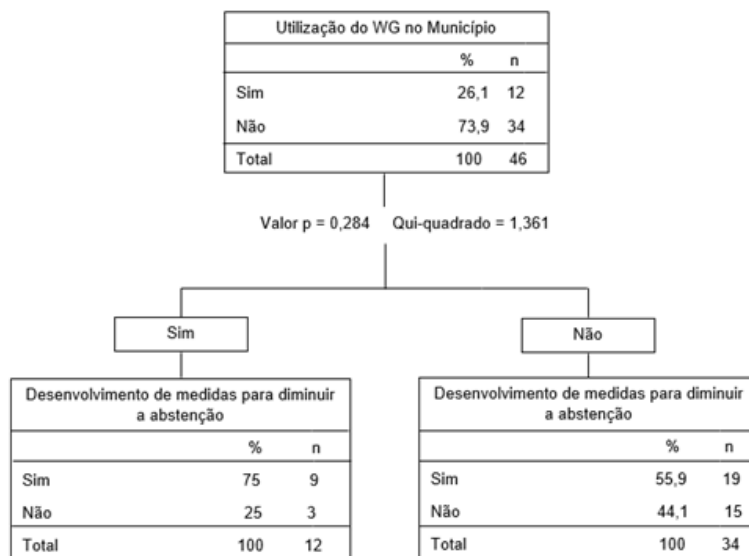 Utilização do WG no Município
% n
Sim 26,1 12
Não 73,9 34
Total 100 46
Valor p = 0,284 Qui-quadrado = 1,361
Sim
Não
Desenvolvimento de medidas para diminuir
a abstenção
% n
Sim 75 9
Não 25 3
Total 100 12
Desenvolvimento de medidas para diminuir
a abstenção
% n
Sim 55,9 19
Não 44,1 15
Total 100 34